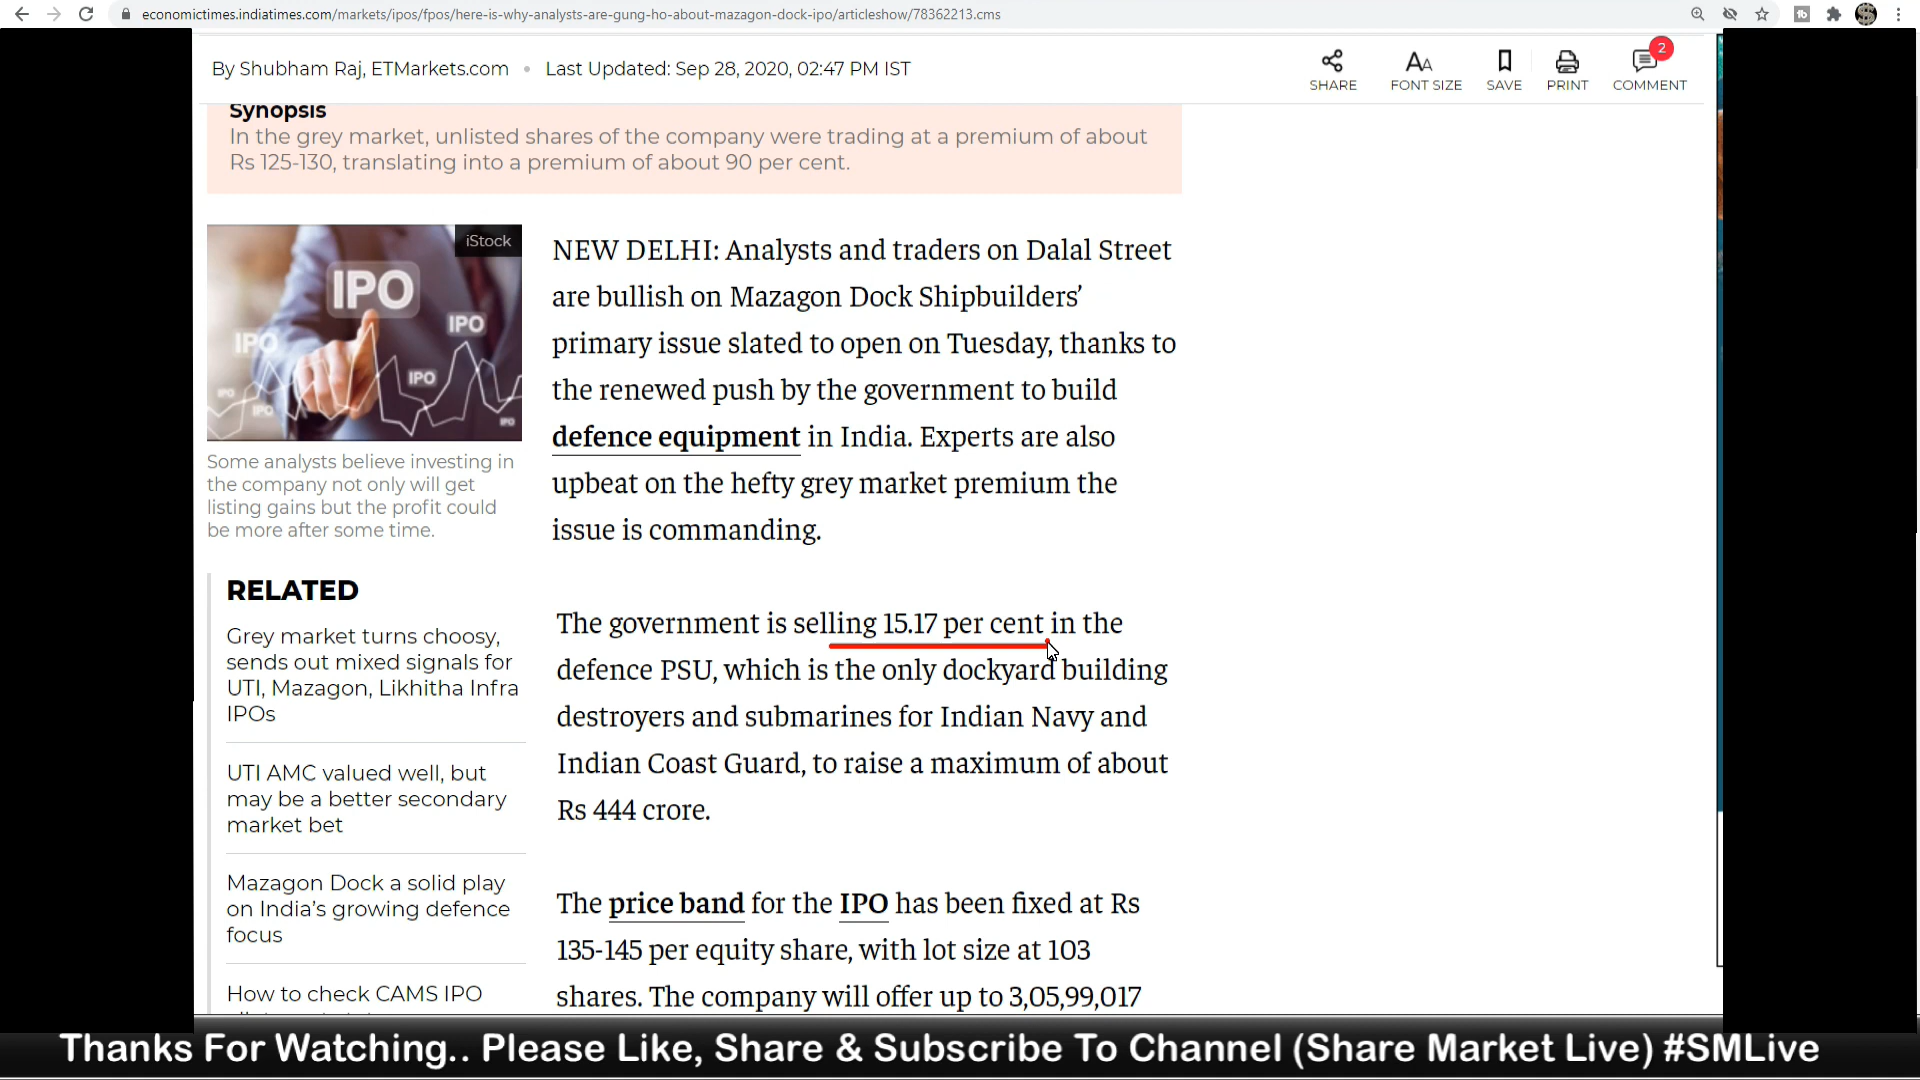 economictimes.indiatimes.com/markets/ipos/fpos/here-is-why-analysts-are-gung-ho-about-mazagon-dock-ipo/articleshow/78362213.cms
By Shubham Raj, ETMarkets.com • Last Updated: Sep 28, 2020, 02:47 PM IST
SHARE
FONT SIZE
SAVE
PRINT
2
COMMENT
Synopsis
In the grey market, unlisted shares of the company were trading at a premium of about
Rs 125-130, translating into a premium of about 90 per cent.
iStock
IPO
IPO
IPO
IPO
IPO
IPO
IPO
Some analysts believe investing in
the company not only will get
listing gains but the profit could
be more after some time.
RELATED
Grey market turns choosy,
sends out mixed signals for
UTI, Mazagon, Likhitha Infra
IPOs
UTI AMC valued well, but
may be a better secondary
market bet
Mazagon Dock a solid play
on India's growing defence
focus
How to check CAMS IPO
NEW DELHI: Analysts and traders on Dalal Street
are bullish on Mazagon Dock Shipbuilders’
primary issue slated to open on Tuesday, thanks to
the renewed push by the government to build
defence equipment in India. Experts are also
upbeat on the hefty grey market premium the
issue is commanding.
The government is selling 15.17 per cent in the
defence PSU, which is the only dockyard building
destroyers and submarines for Indian Navy and
Indian Coast Guard, to raise a maximum of about
Rs 444 crore.
The price band for the IPO has been fixed at Rs
135-145 per equity share, with lot size at 103
shares. The company will offer up to 3,05,99,017
Thanks For Watching.. Please Like, Share & Subscribe To Channel (Share Market Live) #SMLive